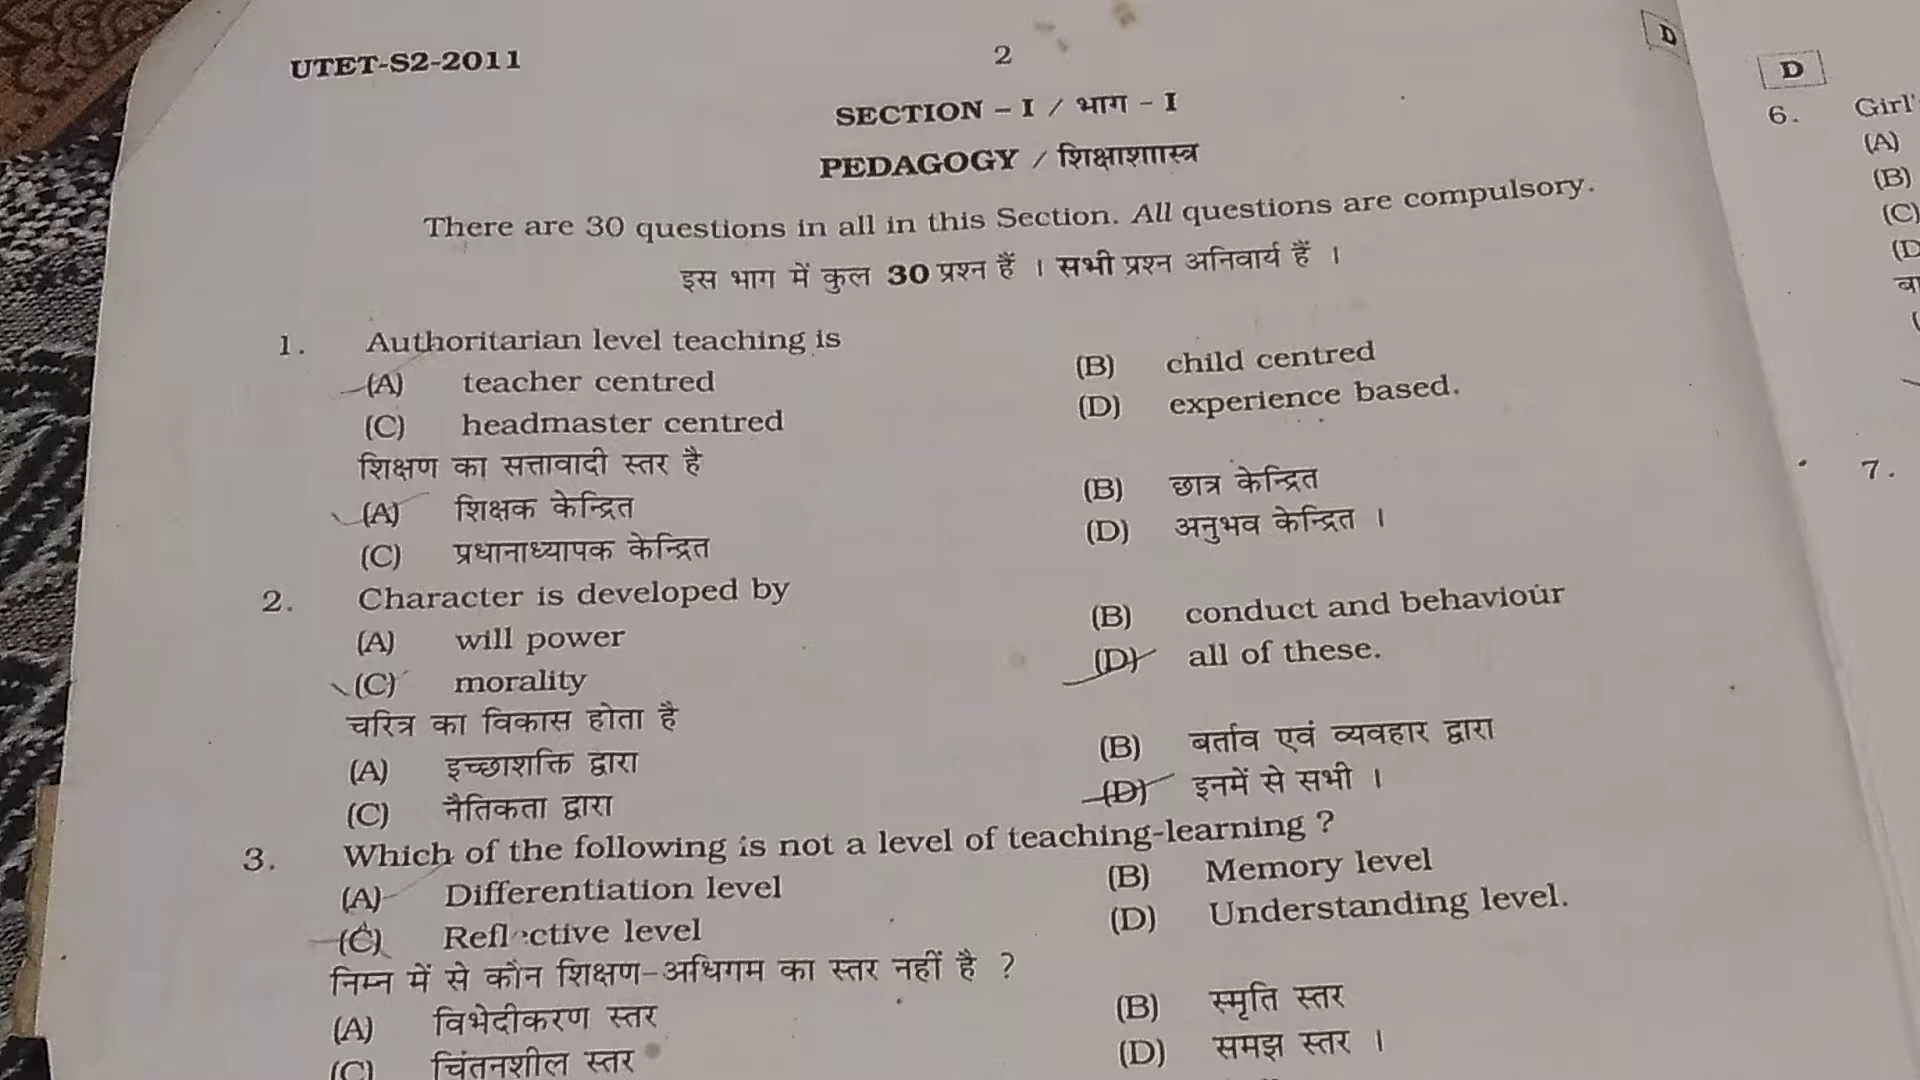 UTET-S2-2011
2
D
SECTION – I / भाग – I
PEDAGOGY / शिक्षाशाास्त्र
There are 30 questions in all in this Section. All questions are compulsory.
इस भाग में कुल 30 प्रश्न हैं । सभी प्रश्न अनिवार्य हैं ।
1. Authoritarian level teaching is
(A) teacher centred (B) child centred
(C) headmaster centred (D) experience based.
शिक्षण का सत्तावादी स्तर है
(A) शिक्षक केन्द्रित (B) छात्र केन्द्रित
(C) प्रधानाध्यापक केन्द्रित (D) अनुभव केन्द्रित ।
2. Character is developed by
(A) will power (B) conduct and behaviour
(C) morality (D) all of these.
चरित्र का विकास होता है
(A) इच्छाशक्ति द्वारा (B) बर्ताव एवं व्यवहार द्वारा
(C) नैतिकता द्वारा (D) इनमें से सभी ।
3. Which of the following is not a level of teaching-learning ?
(A) Differentiation level (B) Memory level
(C) Reflective level (D) Understanding level.
निम्न में से कौन शिक्षण-अधिगम का स्तर नहीं है ?
(A) विभेदीकरण स्तर (B) स्मृति स्तर
(C) चिंतनशील स्तर (D) समझ स्तर ।
D
6. Girl'
(A)
(B)
(C)
(D
7.